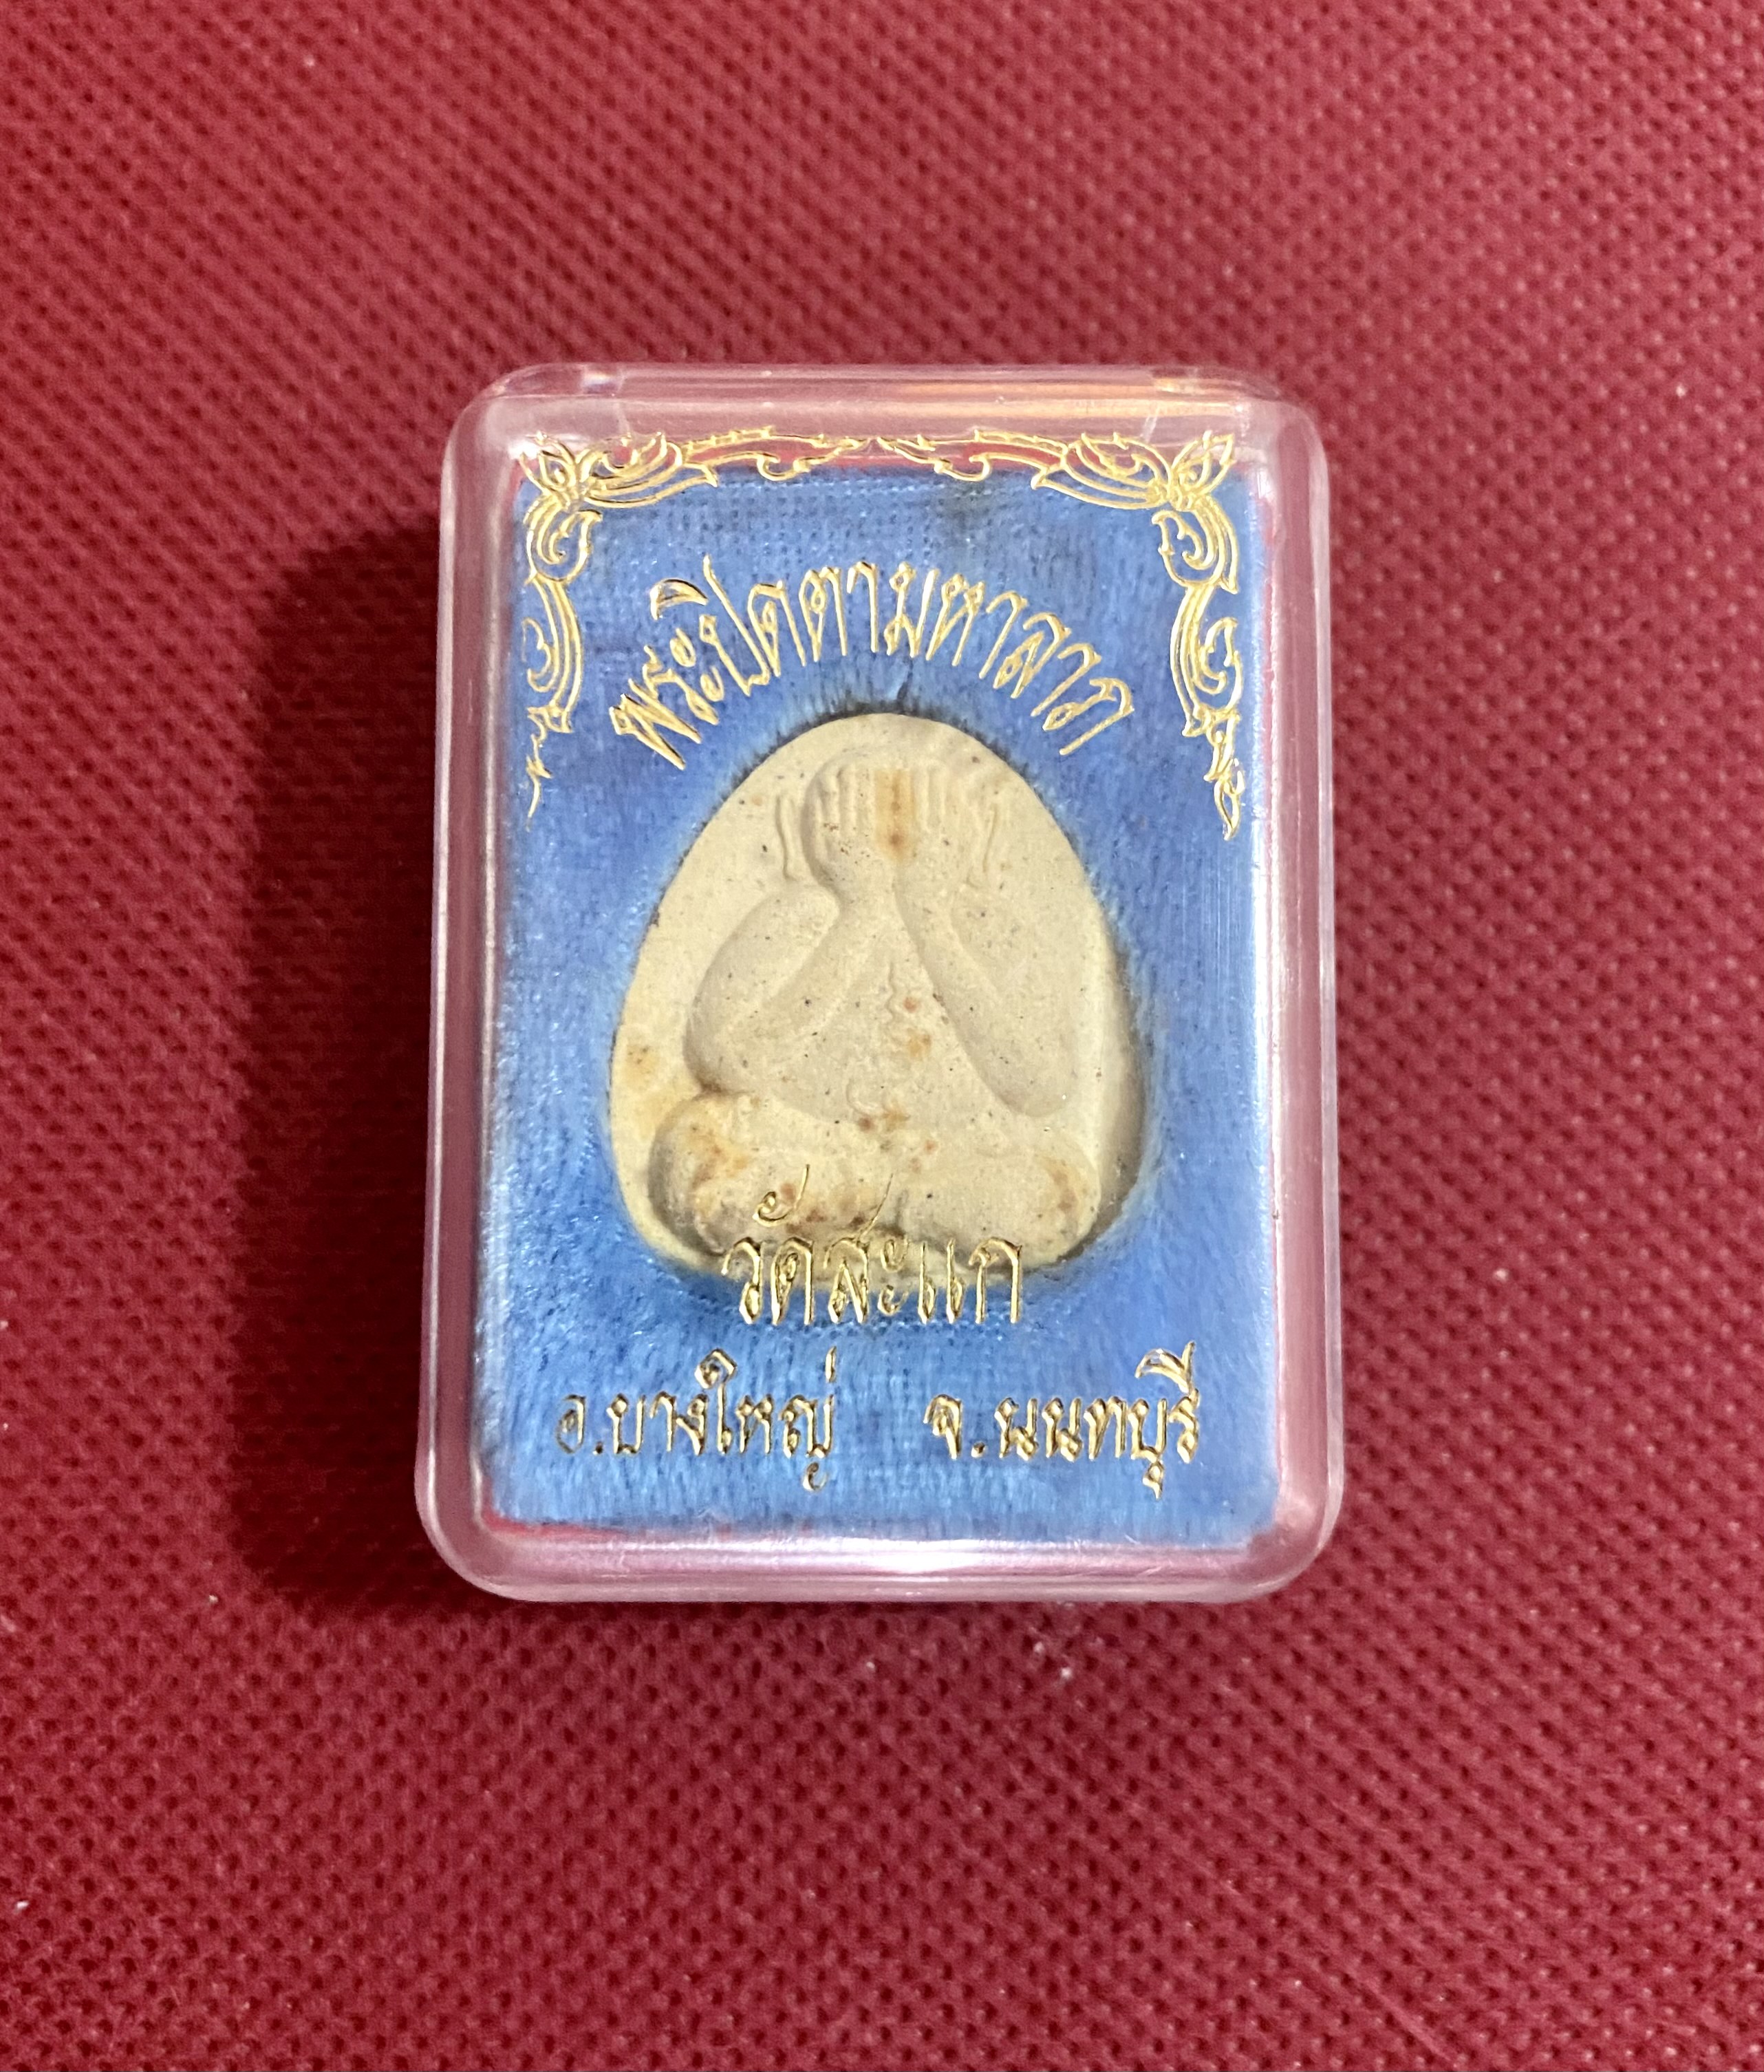 พระปิดตามหาลาภ
วัดสะแก
อ.บางใหญ่ จ.นนทบุรี